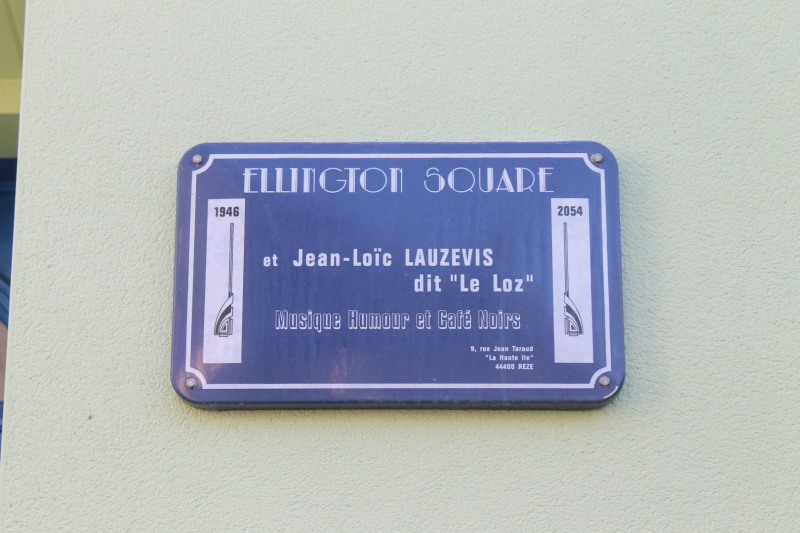 ELLINGTON SQUARE
1946
2054
et Jean-Loïc LAUZEVIS
dit "Le Loz"
Musique Humour et Café Noirs
9, rue Jean Taraud
"La Haute Ile"
44400 REZE